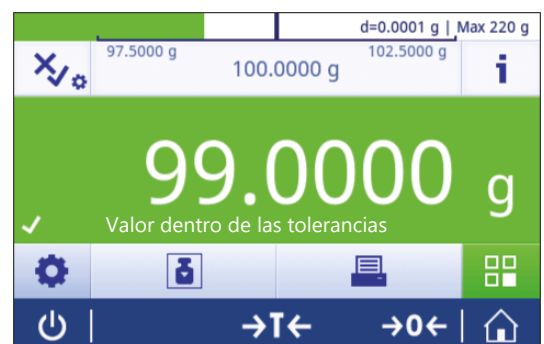 d=0.0001 g | Max 220 g
97.5000 g 102.5000 g
100.0000 g
i
99.0000 g
Valor dentro de las tolerancias
→T← →0←